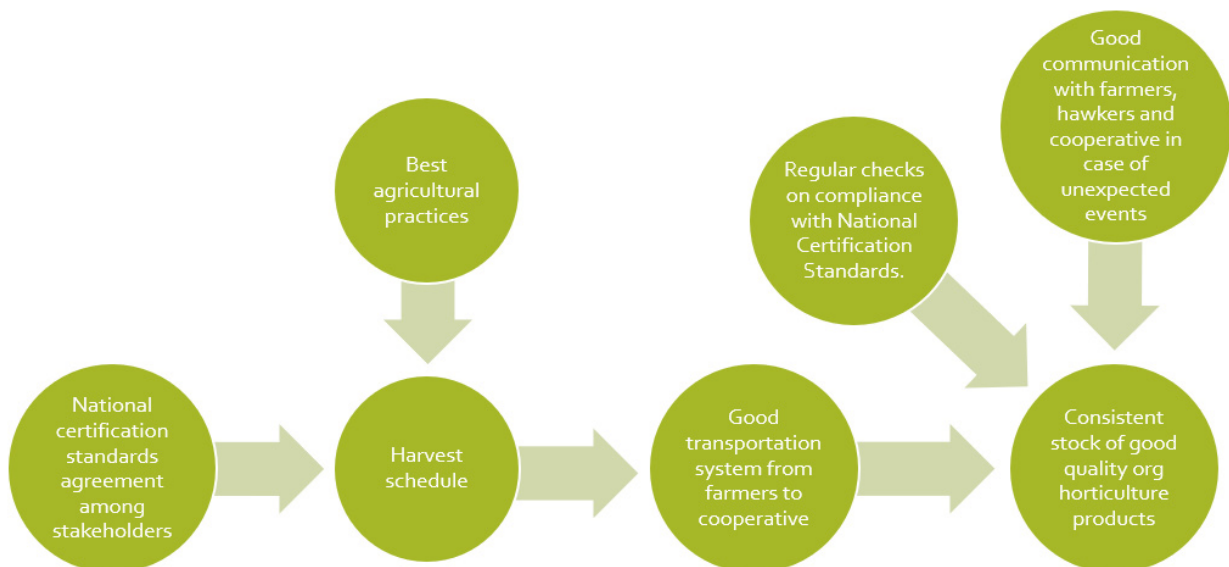 Good
communication
with farmers,
hawkers and
cooperative in
case of
unexpected
events
Best
agricultural
practices
Regular checks
on compliance
with National
Certification
Standards.
National
certification
standards
agreement
among
stakeholders
Harvest
schedule
Good
transportation
system from
farmers to
cooperative
Consistent
stock of good
quality org
horticulture
products